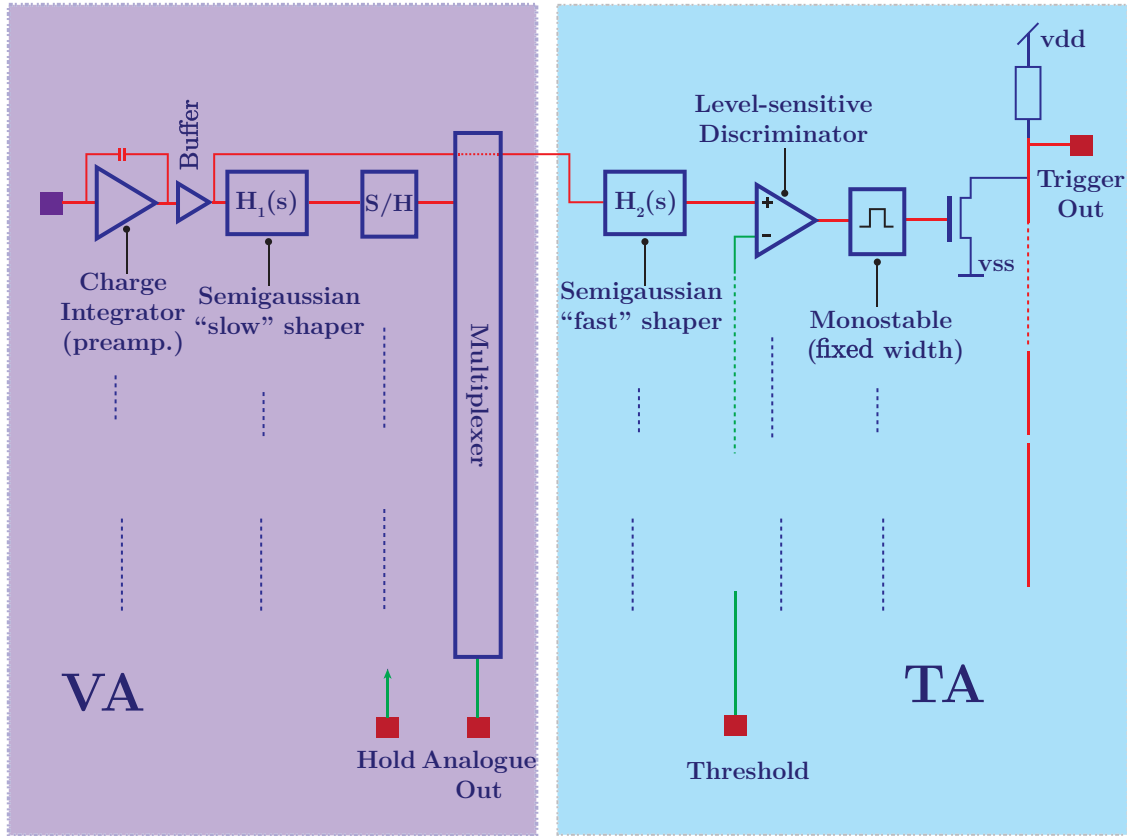 Buffer
H1(s)
S/H
Charge
Integrator
(preamp.)
Semigaussian
“slow” shaper
Multiplexer
VA
Hold
Analogue
Out
vdd
Level-sensitive
Discriminator
H2(s)
+
−
Trigger
Out
vss
Semigaussian
“fast” shaper
Monostable
(fixed width)
TA
Threshold